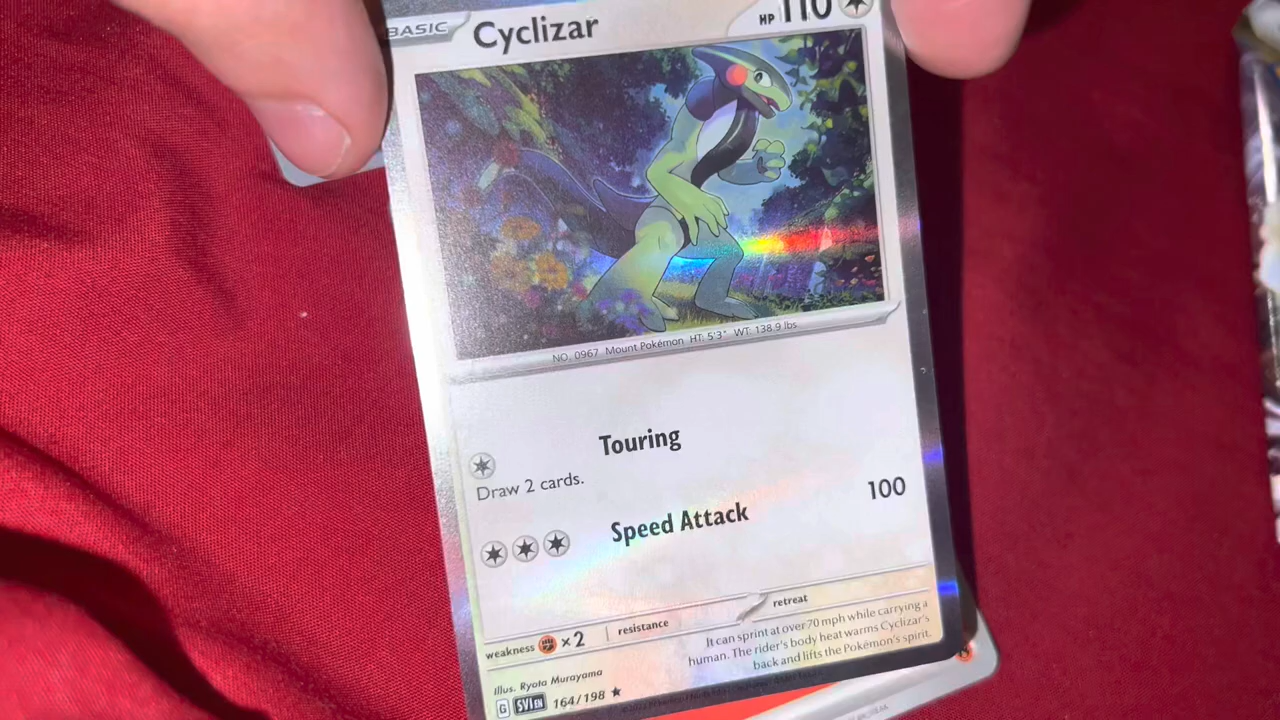 BASIC Cyclizar HP 110
NO. 0967 Mount Pokémon HT: 5'3" WT: 138.9 lbs
Touring
Draw 2 cards.
Speed Attack 100
weakness ×2 resistance retreat
It can sprint at over 70 mph while carrying a
human. The rider's body heat warms Cyclizar's
back and lifts the Pokémon's spirit.
Illus. Ryota Murayama
G SVI EN 164/198